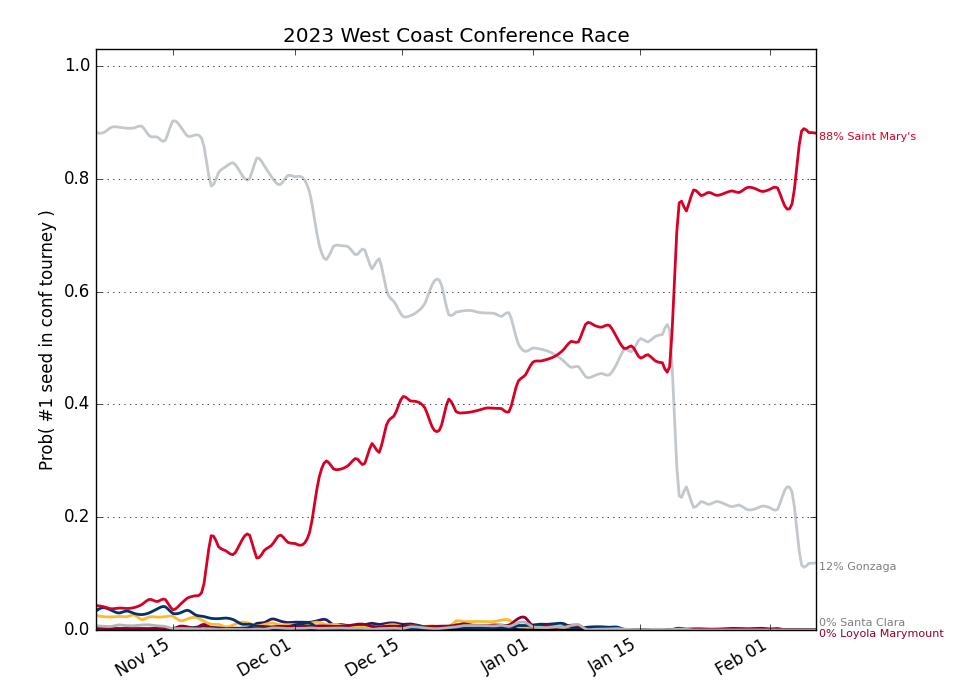 2023 West Coast Conference Race
Prob( #1 seed in conf tourney )
1.0
0.8
0.6
0.4
0.2
0.0
Nov 15
Dec 01
Dec 15
Jan 01
Jan 15
Feb 01
88% Saint Mary's
12% Gonzaga
0% Santa Clara
0% Loyola Marymount